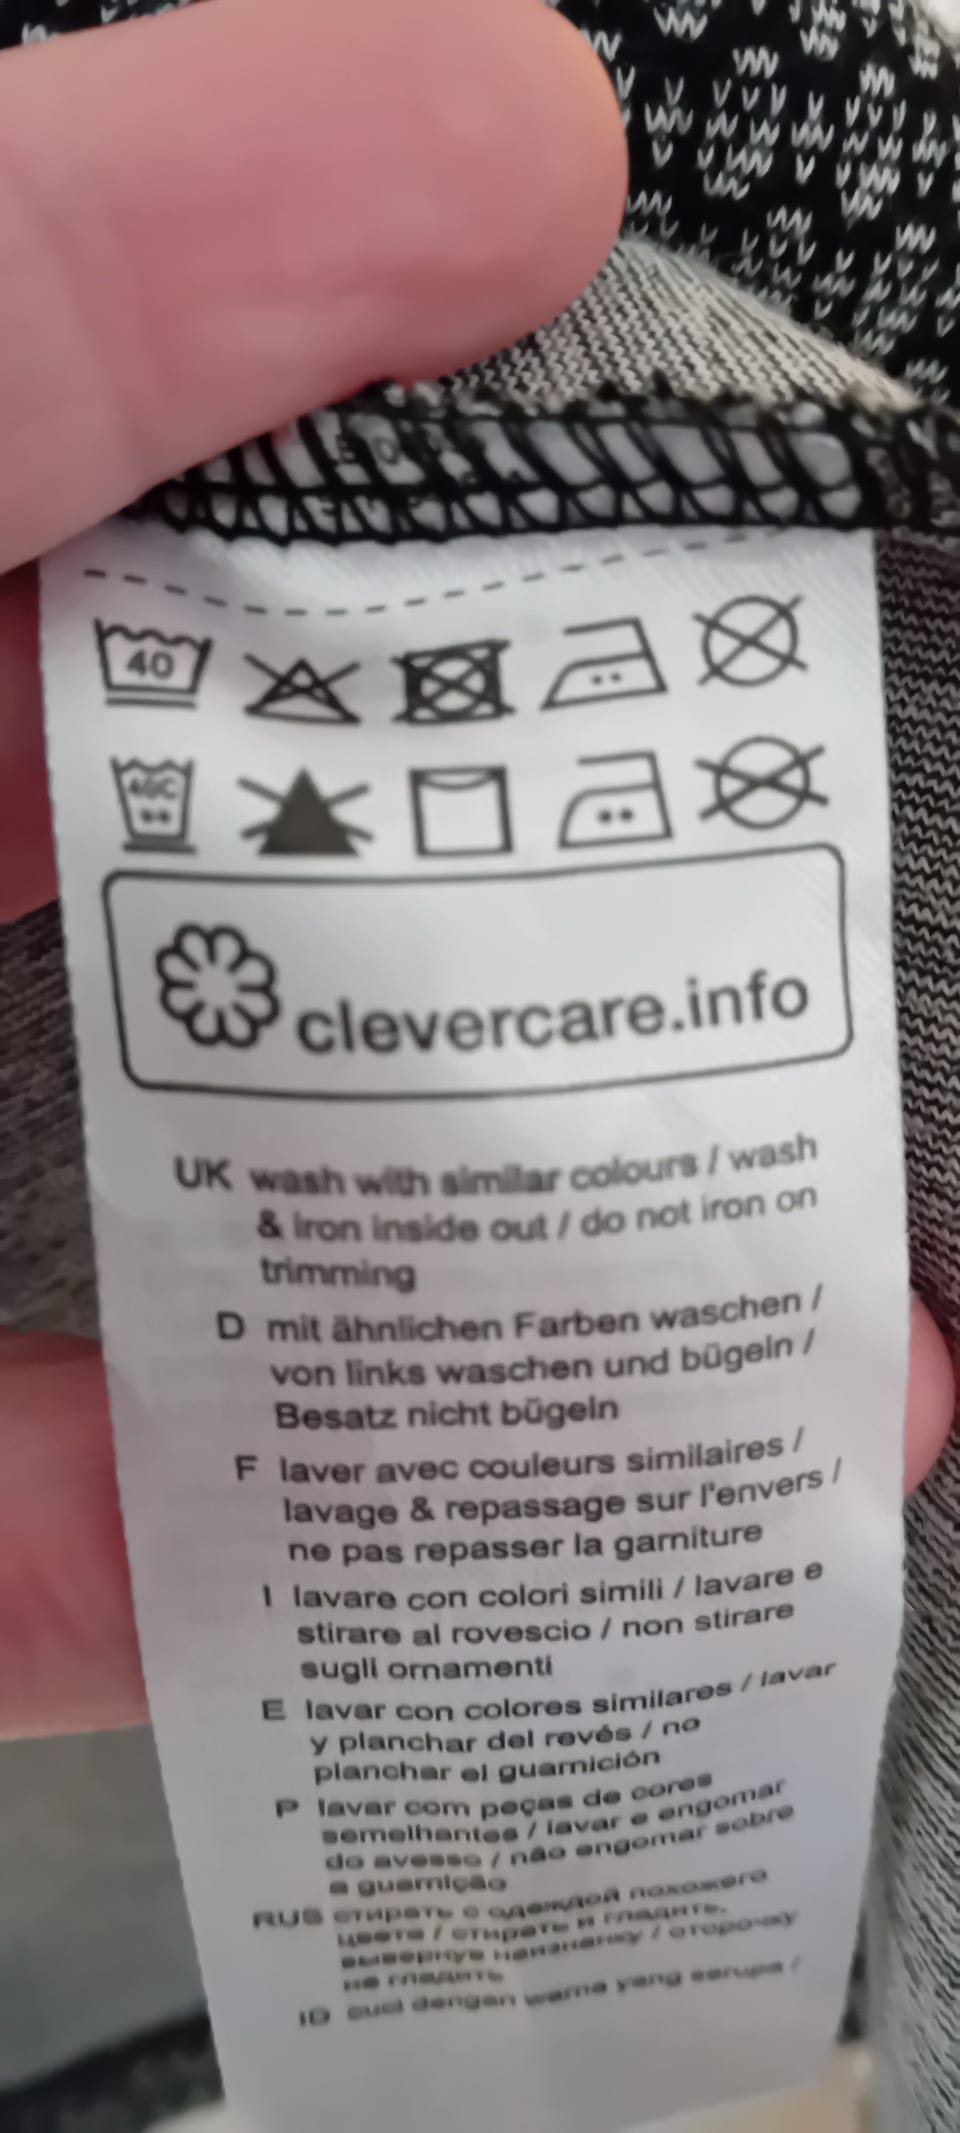 40
40C
clevercare.info
UK wash with similar colours / wash
& iron inside out / do not iron on
trimming
D mit ähnlichen Farben waschen /
von links waschen und bügeln /
Besatz nicht bügeln
F laver avec couleurs similaires /
lavage & repassage sur l'envers /
ne pas repasser la garniture
I lavare con colori simili / lavare e
stirare al rovescio / non stirare
sugli ornamenti
E lavar con colores similares / lavar
y planchar del revés / no
planchar el guarnición
P lavar com peças de cores
semelhantes / lavar e engomar
do avesso / não engomar sobre
a guarnição
RUS стирать с одеждой похожего
цвета / стирать и гладить,
вывернув наизнанку / оторочку
не гладить
ID cuci dengan warna yang serupa /